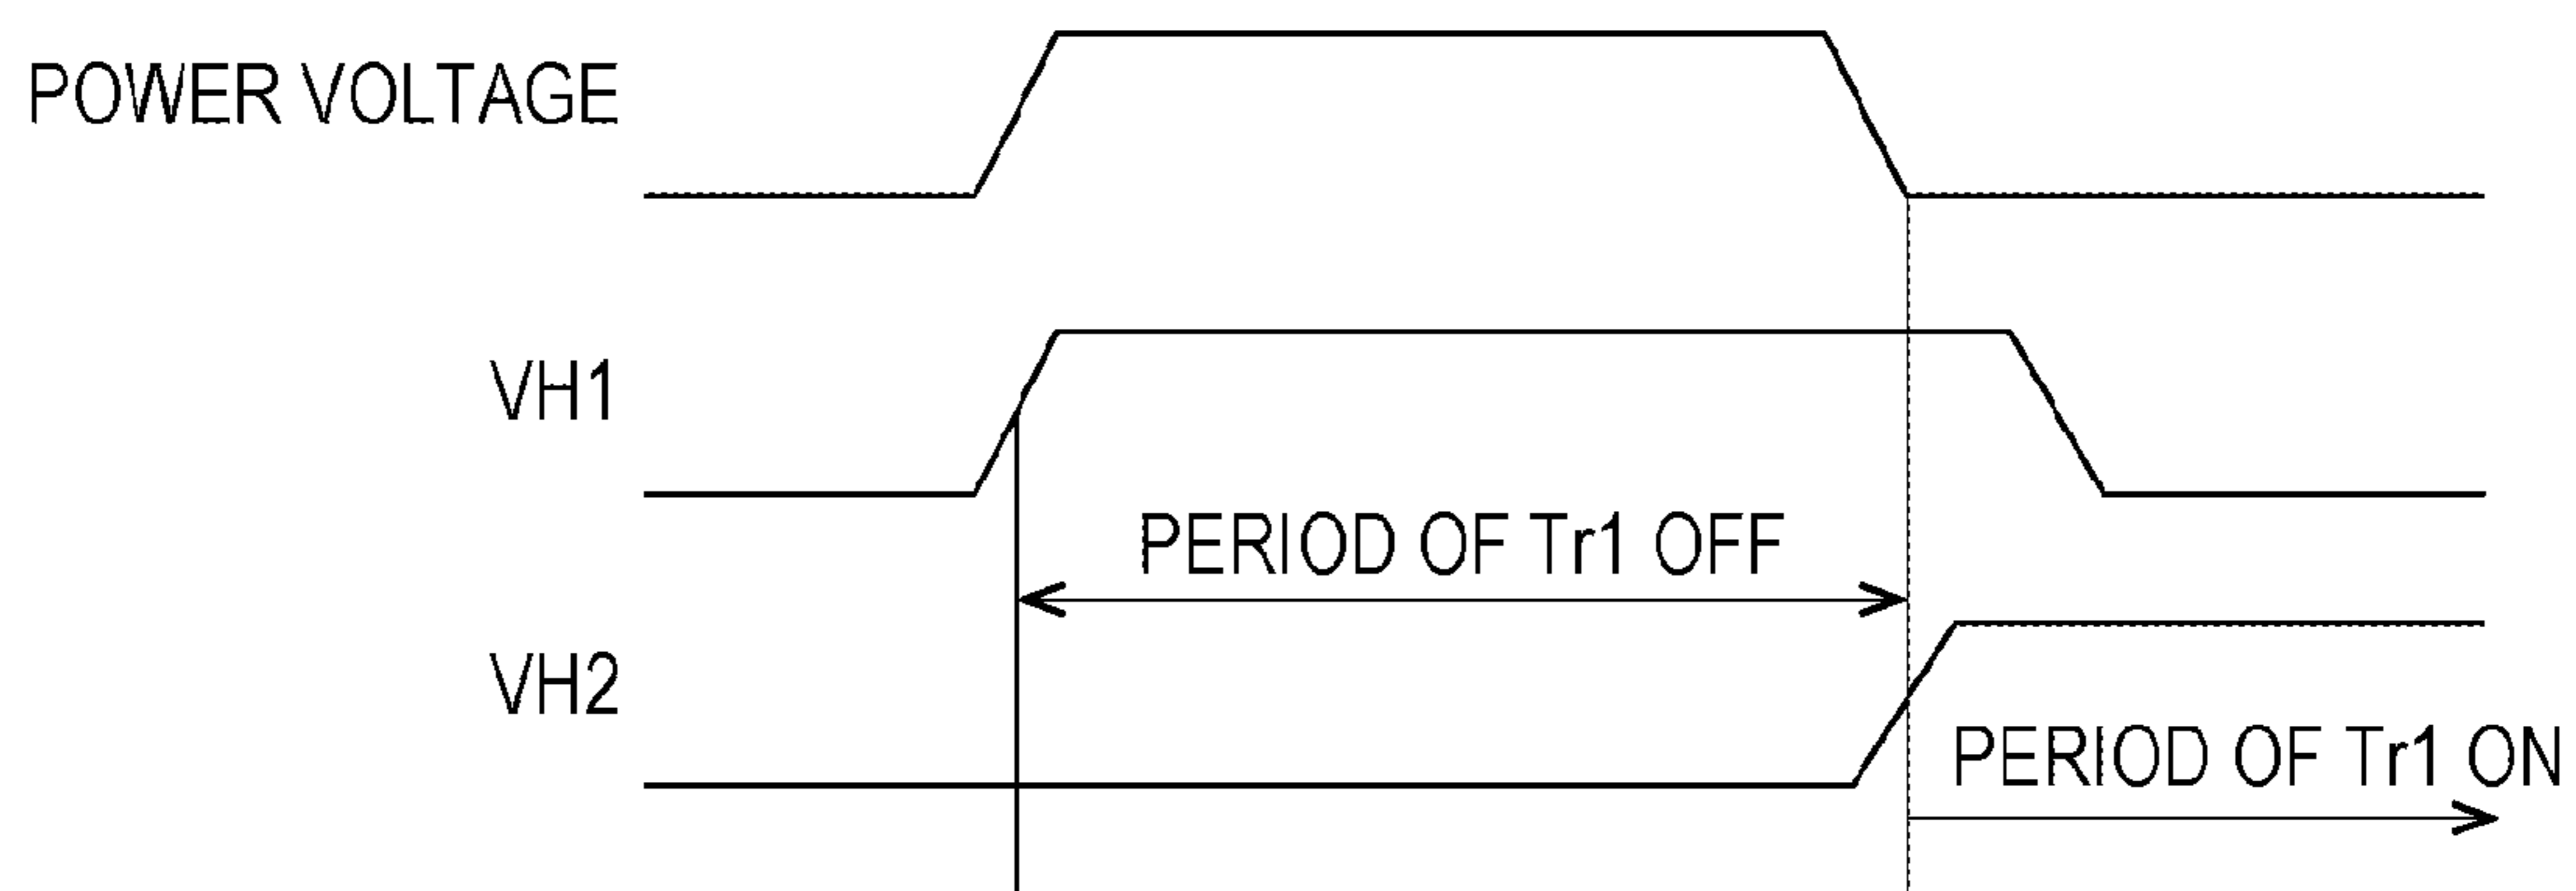 POWER VOLTAGE
VH1
PERIOD OF Tr1 OFF
VH2
PERIOD OF Tr1 ON